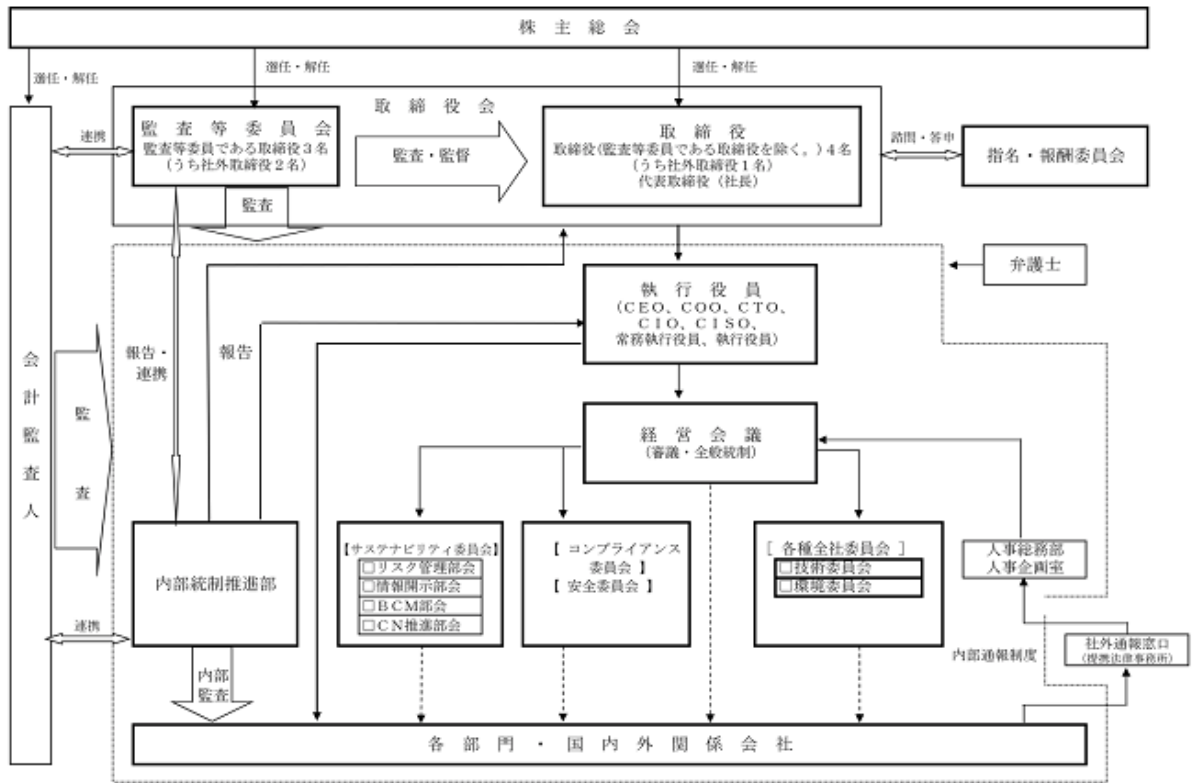 株主総会
選任・解任
選任・解任
選任・解任
取締役会
監査等委員会
監査等委員である取締役3名
(うち社外取締役2名)
監査・監督
取締役
取締役(監査等委員である取締役を除く。)4名
(うち社外取締役1名)
代表取締役(社長)
諮問・答申
指名・報酬委員会
連携
監査
弁護士
執行役員
(CEO、COO、CTO、
CIO、CISO、
常務執行役員、執行役員)
報告・
連携
報告
会計監査人
監査
経営会議
(審議・全般統制)
内部統制推進部
【サステナビリティ委員会】
□リスク管理部会
□情報開示部会
□BCM部会
□CN推進部会
【コンプライアンス
委員会】
【安全委員会】
[各種全社委員会]
□技術委員会
□環境委員会
人事総務部
人事企画室
連携
内部通報制度
社外通報窓口
(提携法律事務所)
内部
監査
各部門・国内外関係会社